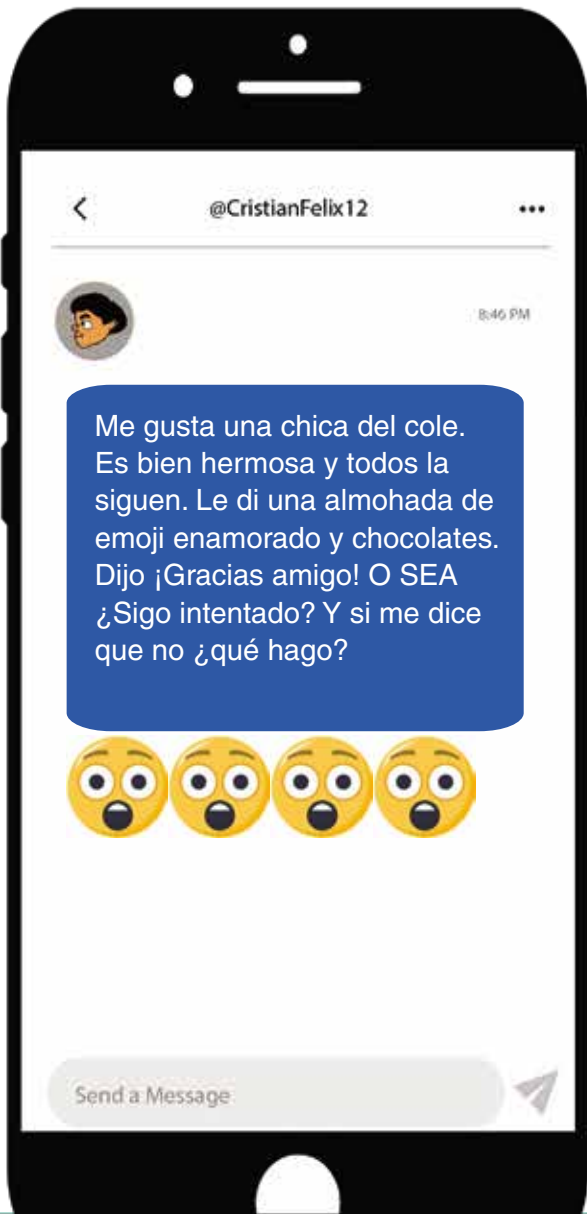 @CristianFelix12
8:46 PM
Me gusta una chica del cole.
Es bien hermosa y todos la
siguen. Le di una almohada de
emoji enamorado y chocolates.
Dijo ¡Gracias amigo! O SEA
¿Sigo intentado? Y si me dice
que no ¿qué hago?
Send a Message